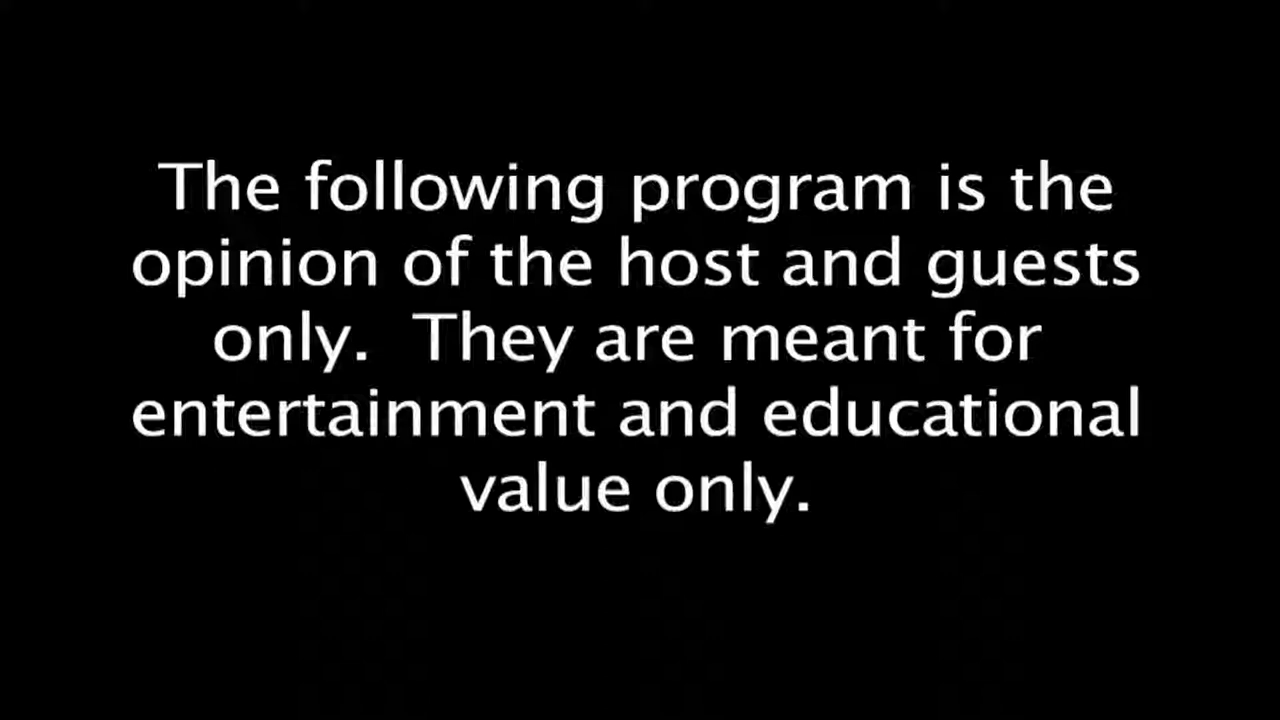 The following program is the
opinion of the host and guests
only.  They are meant for
entertainment and educational
value only.